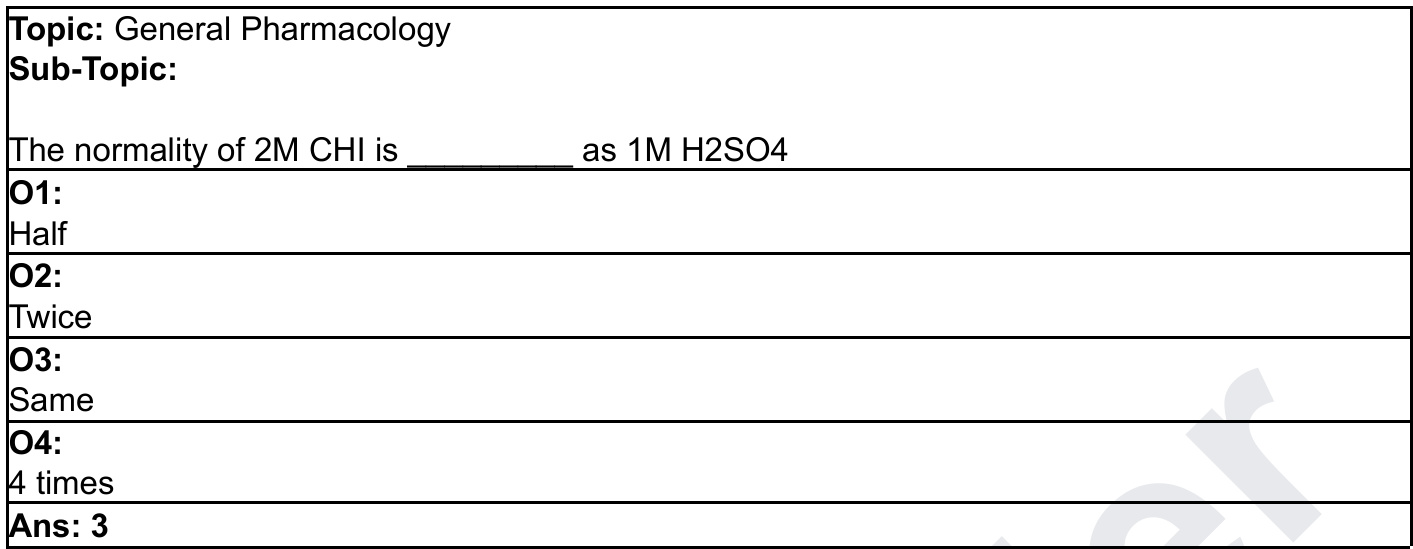 Topic: General Pharmacology
Sub-Topic:
The normality of 2M CHI is _________ as 1M H2SO4
O1:
Half
O2:
Twice
O3:
Same
O4:
4 times
Ans: 3